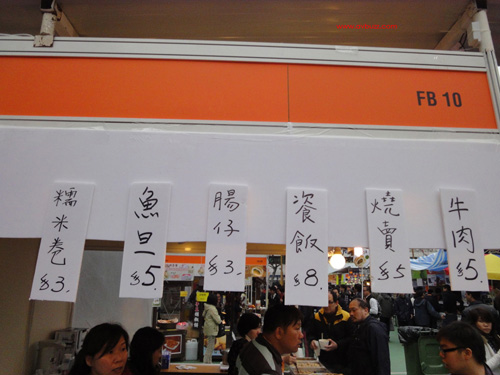 FB 10
糯米卷 $3.
魚旦 $5.
腸仔 $3.
飡飯 $8.
燒賣 $5
牛肉 $5.